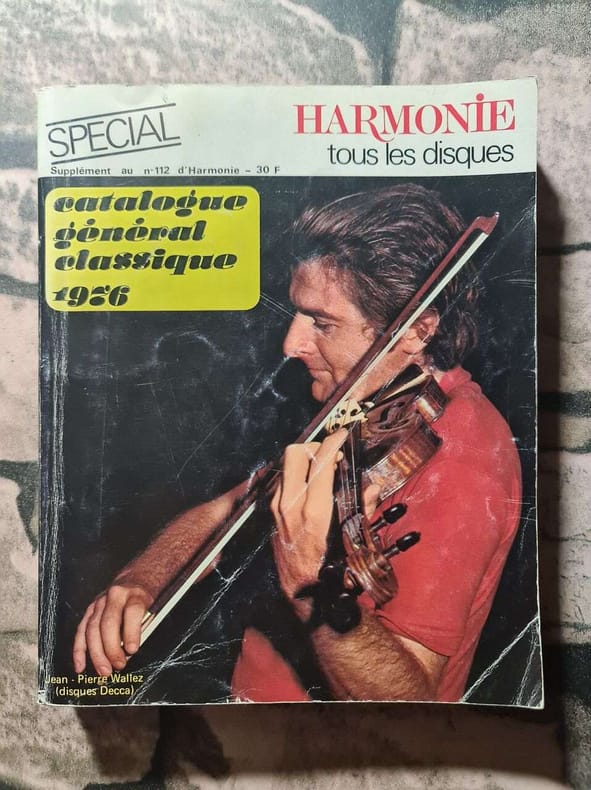 SPECIAL
HARMONIE
tous les disques
Supplément au n°112 d'Harmonie - 30 F
catalogue
général
classique
1976
Jean - Pierre Wallez
(disques Decca)